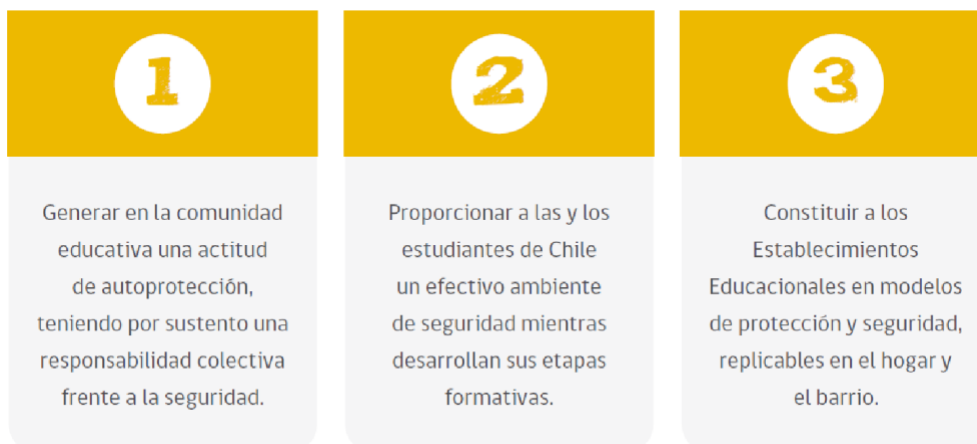 1
Generar en la comunidad
educativa una actitud
de autoprotección,
teniendo por sustento una
responsabilidad colectiva
frente a la seguridad.
2
Proporcionar a las y los
estudiantes de Chile
un efectivo ambiente
de seguridad mientras
desarrollan sus etapas
formativas.
3
Constituir a los
Establecimientos
Educacionales en modelos
de protección y seguridad,
replicables en el hogar y
el barrio.